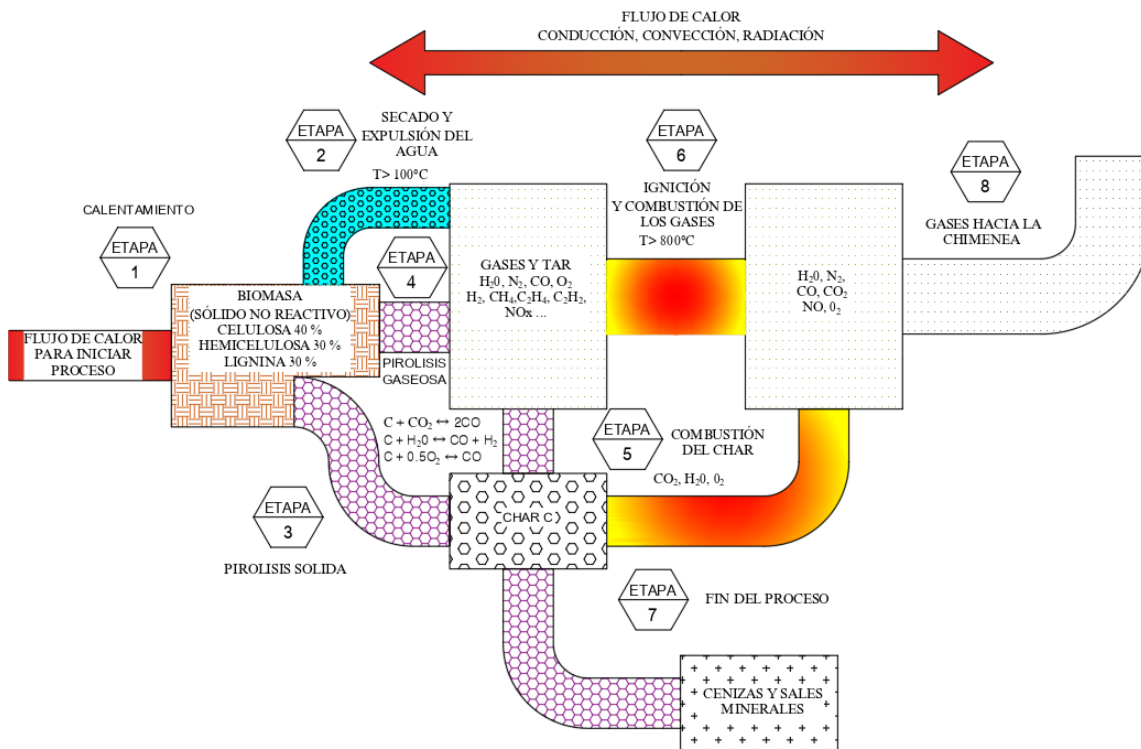 FLUJO DE CALOR
CONDUCCIÓN, CONVECCIÓN, RADIACIÓN
ETAPA
2
SECADO Y
EXPULSIÓN DEL
AGUA
T> 100°C
ETAPA
6
IGNICIÓN
Y COMBUSTIÓN DE
LOS GASES
T> 800°C
ETAPA
8
GASES HACIA LA
CHIMENEA
CALENTAMIENTO
ETAPA
1
ETAPA
4
FLUJO DE CALOR
PARA INICIAR
PROCESO
BIOMASA
(SÓLIDO NO REACTIVO)
CELULOSA 40 %
HEMICELULOSA 30 %
LIGNINA 30 %
PIROLISIS
GASEOSA
GASES Y TAR
H20, N2, CO, O2
H2, CH4,C2H4, C2H2,
NOx ...
H20, N2,
CO, CO2
NO, 02
C + CO2 ↔ 2CO
C + H20 ↔ CO + H2
C + 0.5O2 ↔ CO
ETAPA
5
COMBUSTIÓN
DEL CHAR
CO2, H20, 02
ETAPA
3
PIROLISIS SOLIDA
CHAR C
ETAPA
7
FIN DEL PROCESO
CENIZAS Y SALES
MINERALES